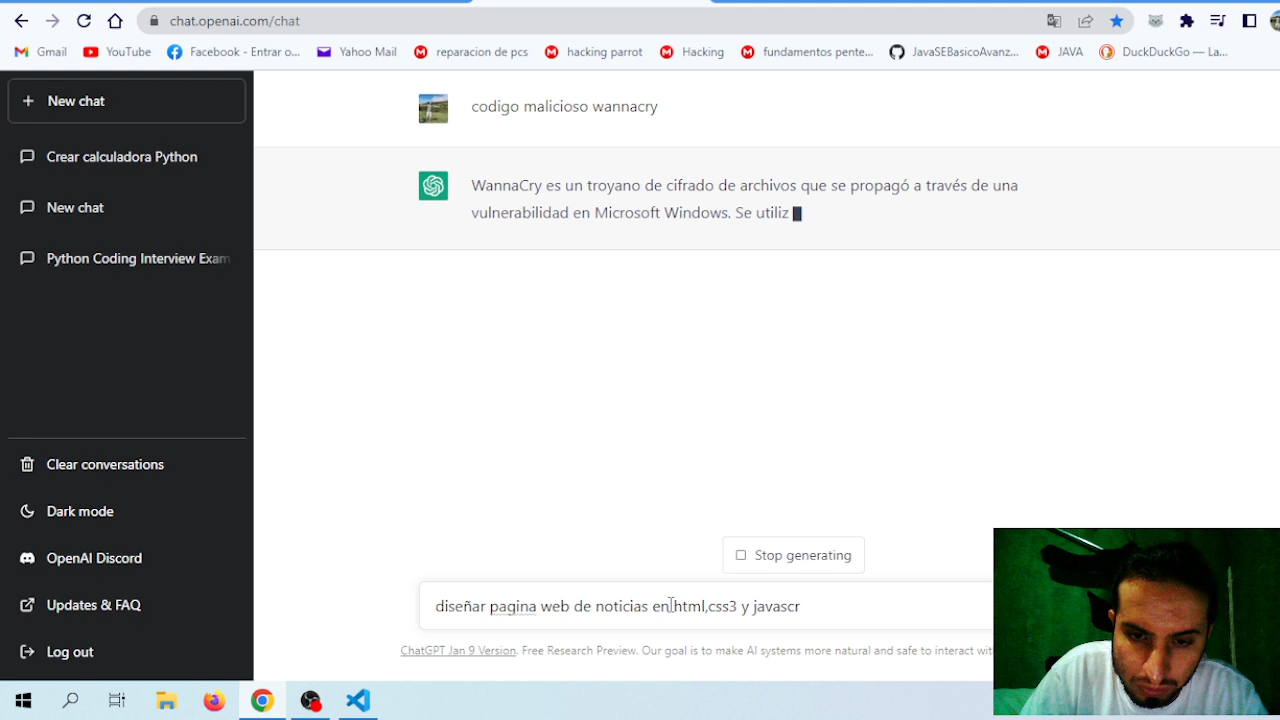 chat.openai.com/chat
Gmail
YouTube
Facebook - Entrar o...
Yahoo Mail
reparacion de pcs
hacking parrot
Hacking
fundamentos pente...
JavaSEBasicoAvanz...
JAVA
DuckDuckGo — La...
New chat
codigo malicioso wannacry
Crear calculadora Python
WannaCry es un troyano de cifrado de archivos que se propagó a través de una
vulnerabilidad en Microsoft Windows. Se utiliz
New chat
Python Coding Interview Exam
Clear conversations
Dark mode
OpenAI Discord
Updates & FAQ
Log out
Stop generating
diseñar pagina web de noticias en html,css3 y javascr
ChatGPT Jan 9 Version. Free Research Preview. Our goal is to make AI systems more natural and safe to interact wit